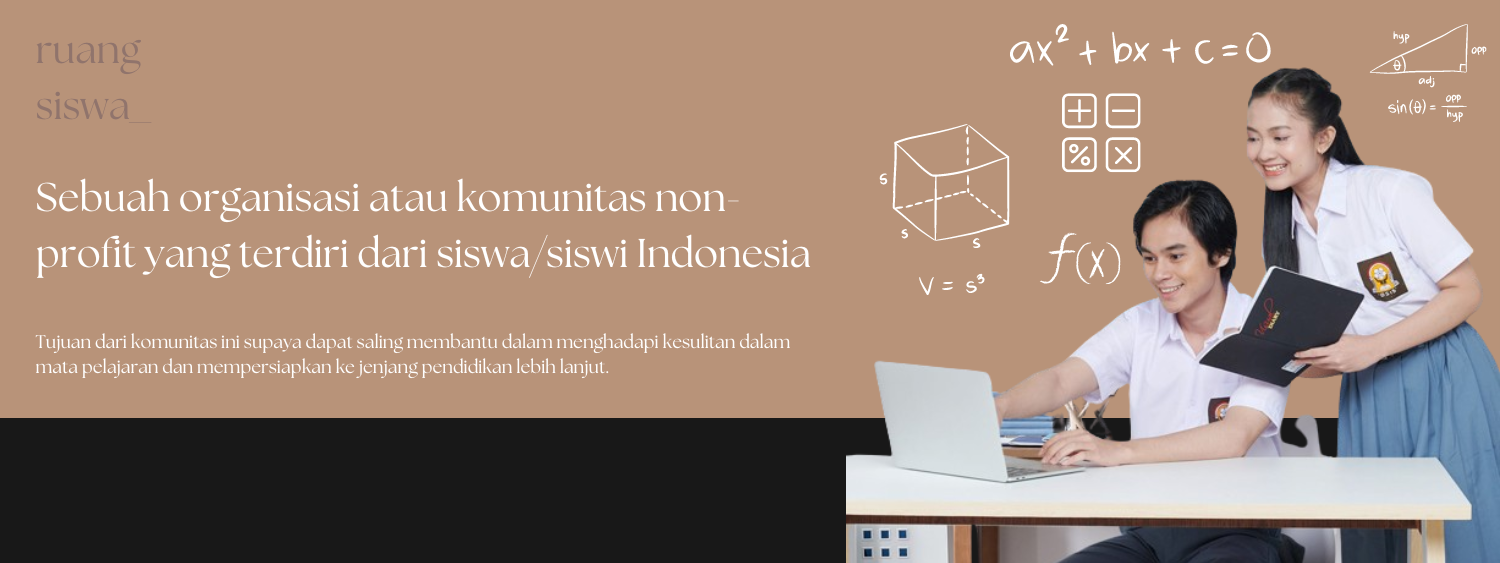 ruang
siswa_
Sebuah organisasi atau komunitas non-
profit yang terdiri dari siswa/siswi Indonesia
Tujuan dari komunitas ini supaya dapat saling membantu dalam menghadapi kesulitan dalam
mata pelajaran dan mempersiapkan ke jenjang pendidikan lebih lanjut.
ax² + bx + c = 0
hyp
opp
θ
adj
sin(θ) = opp/hyp
+ −
% ×
s
s
s
V = s³
f(x)
DIARY